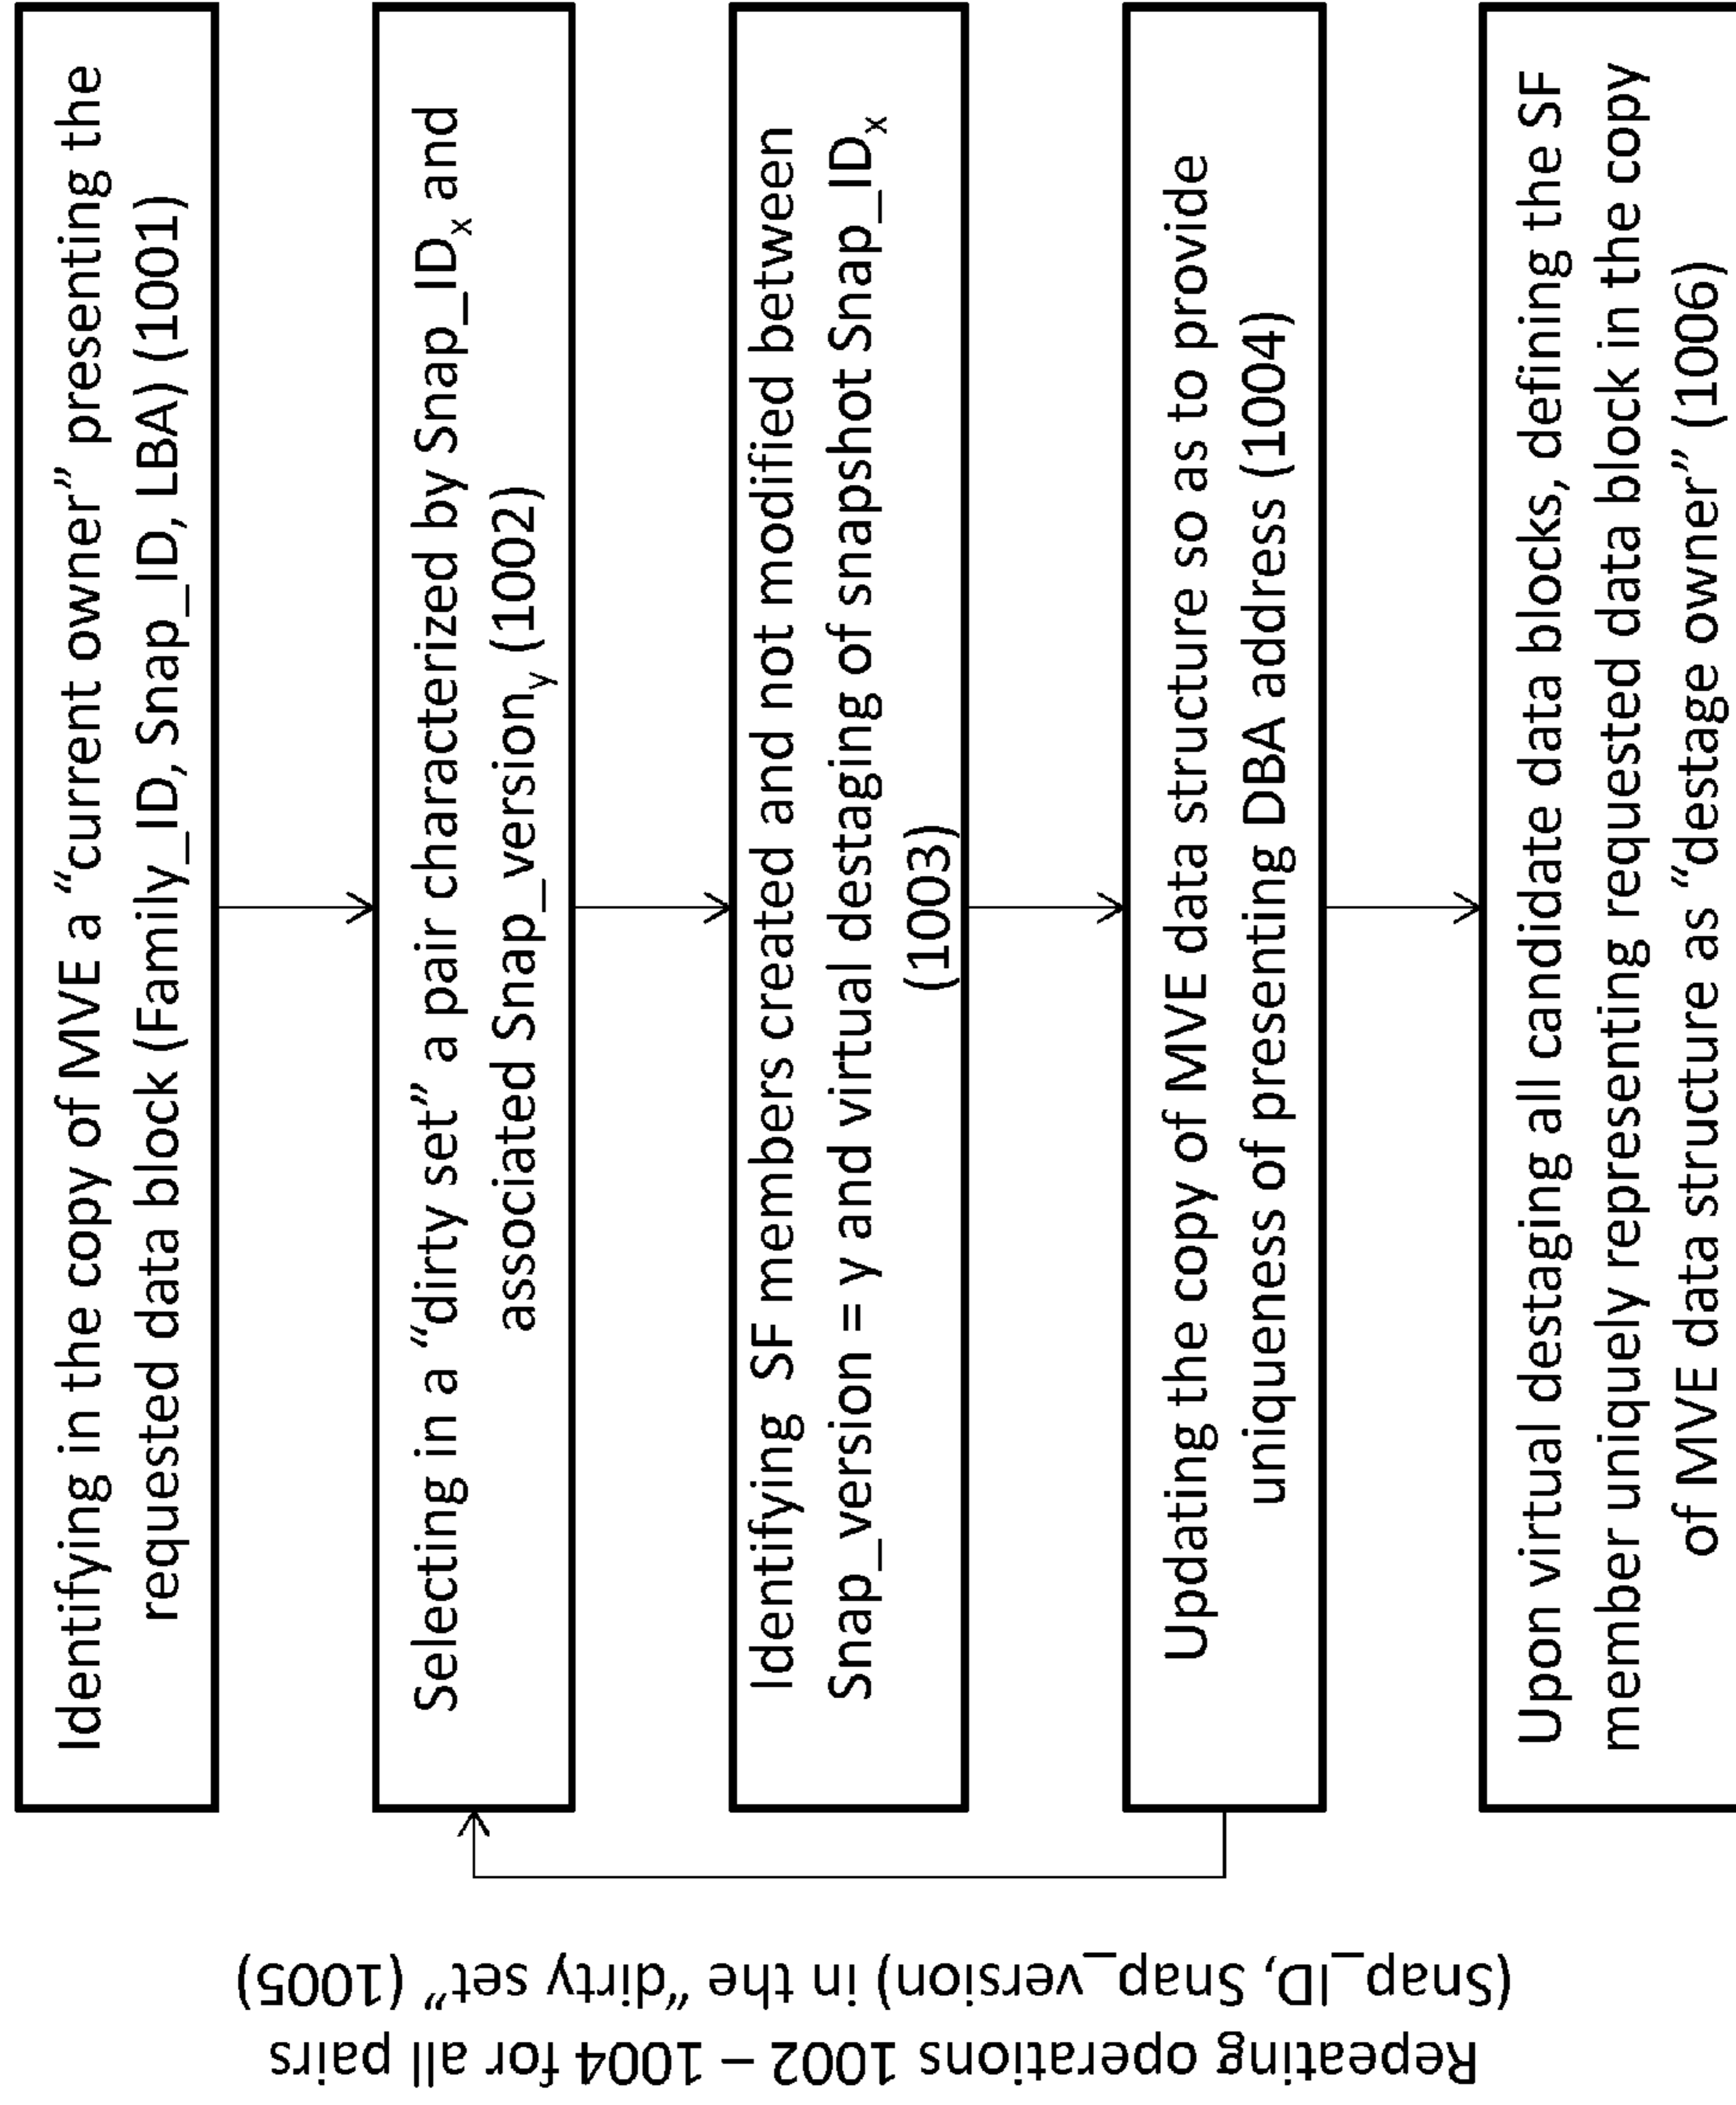 Identifying in the copy of MVE a “current owner” presenting the
requested data block (Family_ID, Snap_ID, LBA) (1001)
Selecting in a “dirty set” a pair characterized by Snap_IDx and
associated Snap_versiony (1002)
Identifying SF members created and not modified between
Snap_version = y and virtual destaging of snapshot Snap_IDx
(1003)
Updating the copy of MVE data structure so as to provide
uniqueness of presenting DBA address (1004)
Upon virtual destaging all candidate data blocks, defining the SF
member uniquely representing requested data block in the copy
of MVE data structure as “destage owner” (1006)
Repeating operations 1002 – 1004 for all pairs
(Snap_ID, Snap_version) in the “dirty set” (1005)